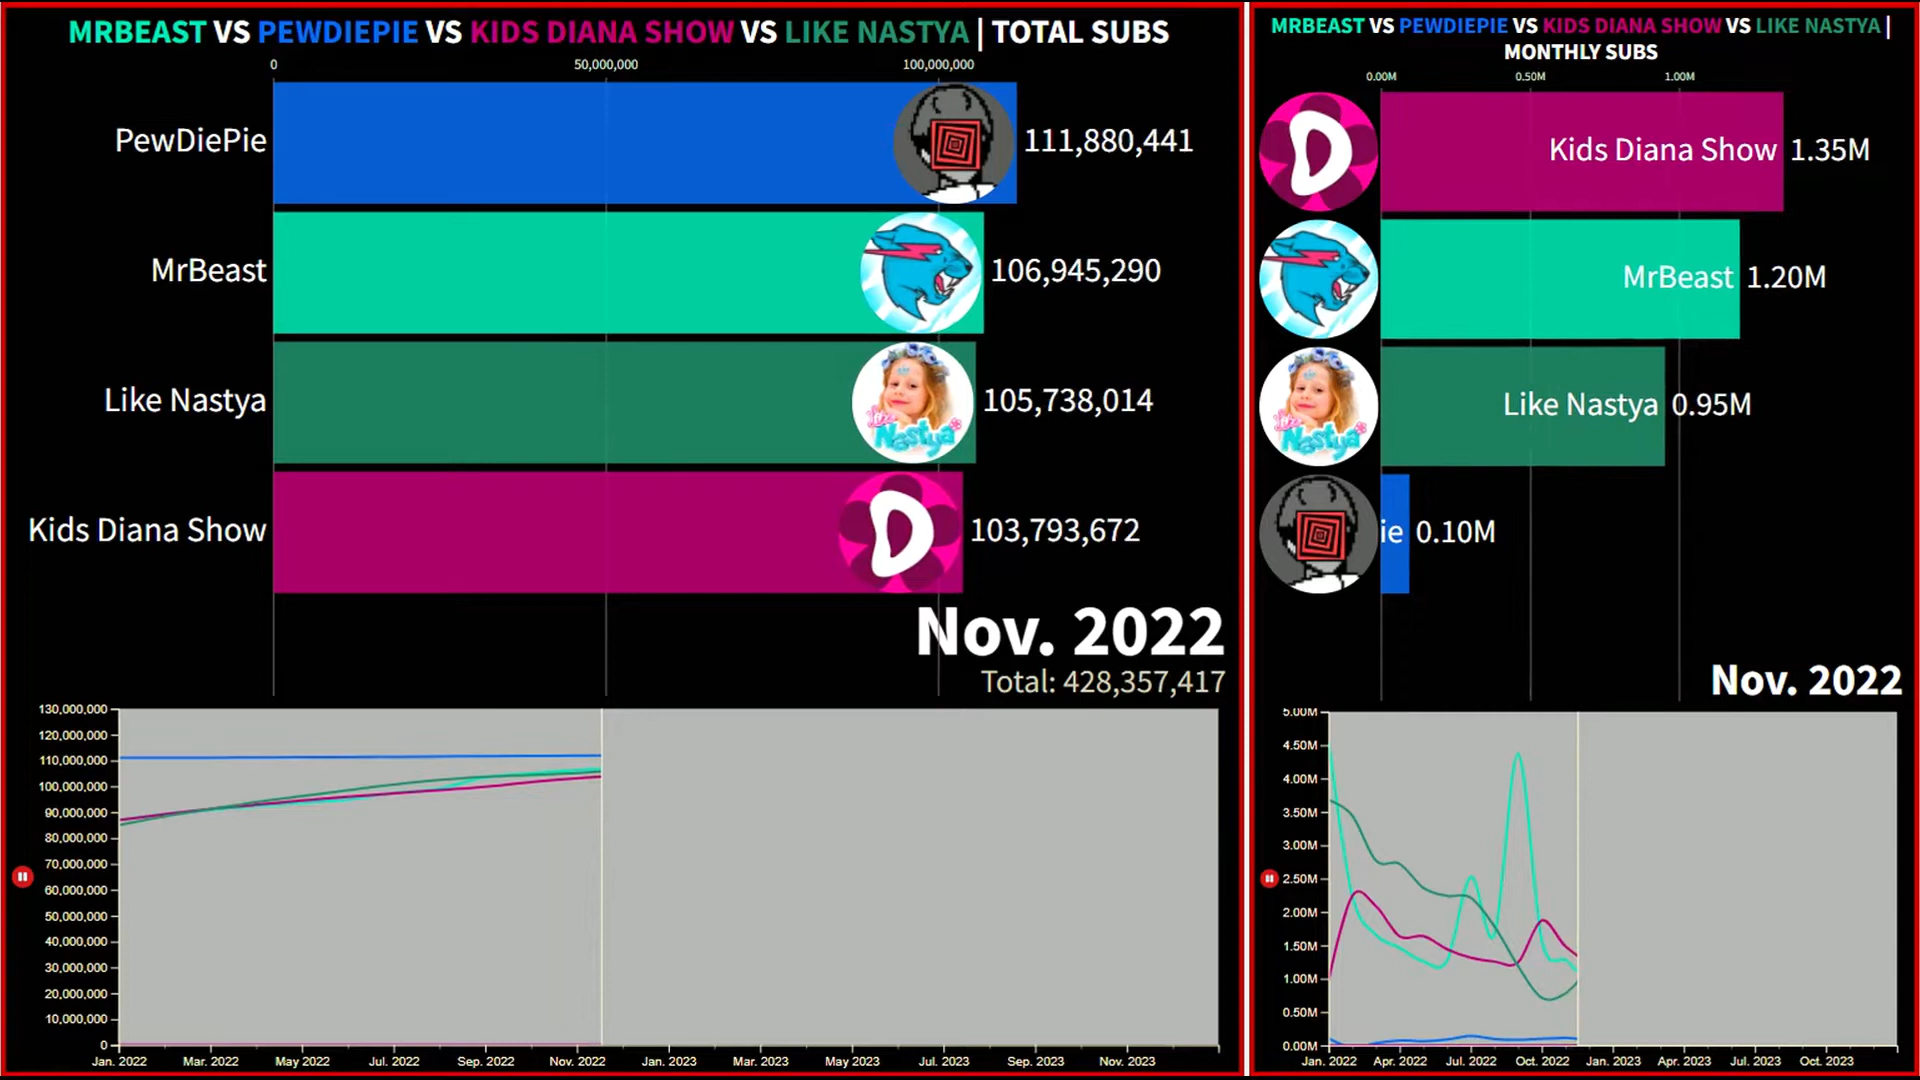 MRBEAST VS PEWDIEPIE VS KIDS DIANA SHOW VS LIKE NASTYA | TOTAL SUBS
0 50,000,000 100,000,000
PewDiePie 111,880,441
MrBeast 106,945,290
Like Nastya 105,738,014
Like Nastya
Kids Diana Show D 103,793,672
Nov. 2022
Total: 428,357,417
130,000,000
120,000,000
110,000,000
100,000,000
90,000,000
80,000,000
70,000,000
60,000,000
50,000,000
40,000,000
30,000,000
20,000,000
10,000,000
0
Jan. 2022 Mar. 2022 May 2022 Jul. 2022 Sep. 2022 Nov. 2022 Jan. 2023 Mar. 2023 May 2023 Jul. 2023 Sep. 2023 Nov. 2023
MRBEAST VS PEWDIEPIE VS KIDS DIANA SHOW VS LIKE NASTYA |
MONTHLY SUBS
0.00M 0.50M 1.00M
D Kids Diana Show 1.35M
MrBeast 1.20M
Like Nastya 0.95M
Like Nastya
ie 0.10M
Nov. 2022
5.00M
4.50M
4.00M
3.50M
3.00M
2.50M
2.00M
1.50M
1.00M
0.50M
0.00M
Jan. 2022 Apr. 2022 Jul. 2022 Oct. 2022 Jan. 2023 Apr. 2023 Jul. 2023 Oct. 2023